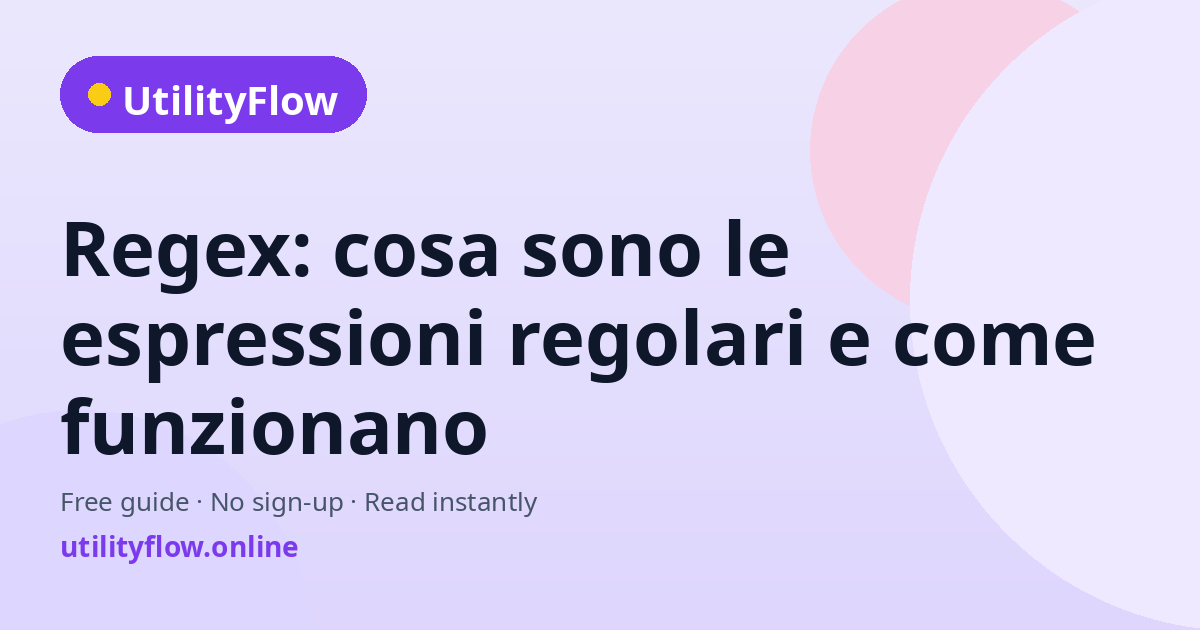 UtilityFlow
Regex: cosa sono le
espressioni regolari e come
funzionano
Free guide · No sign-up · Read instantly
utilityflow.online